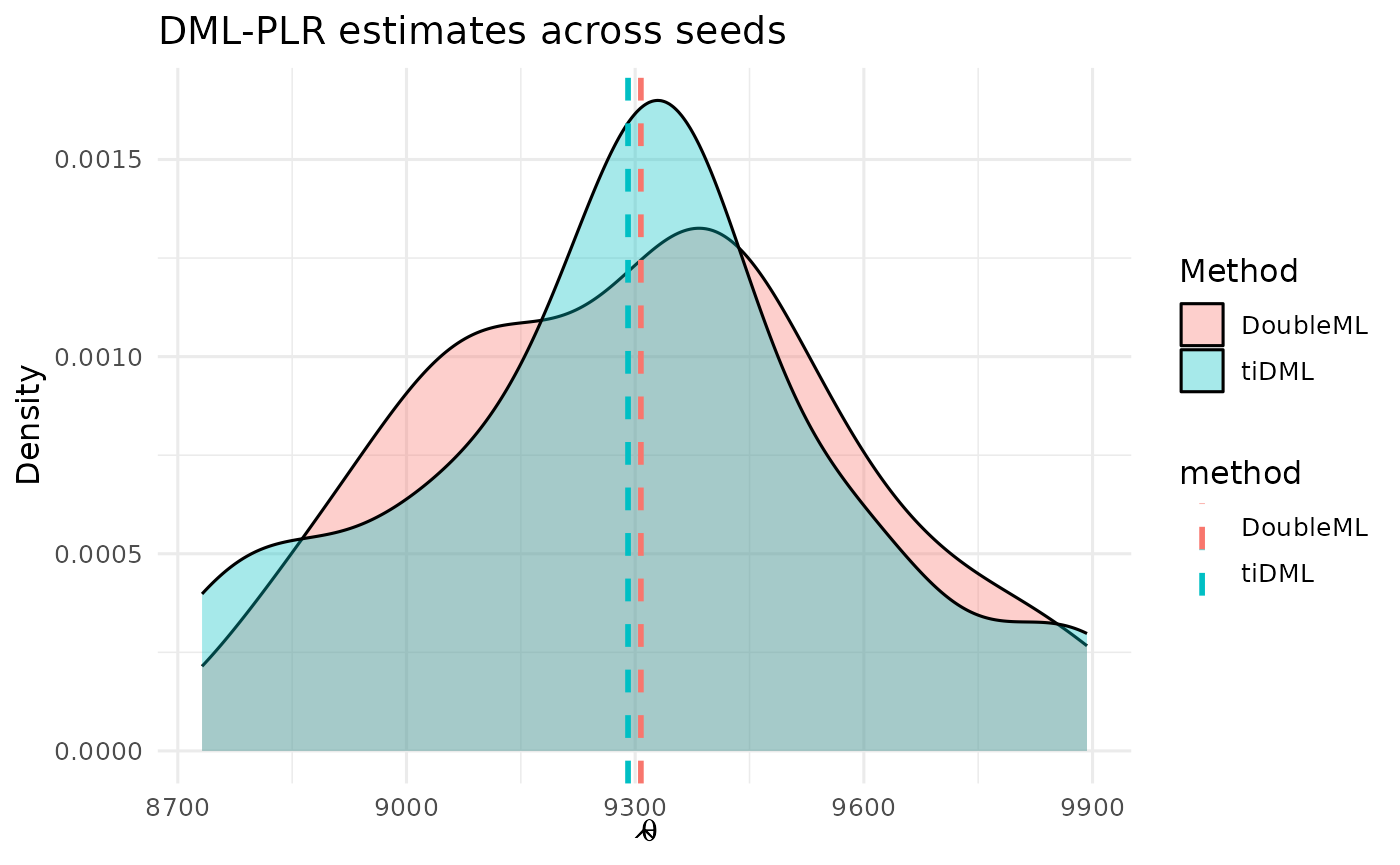 DML-PLR estimates across seeds
Density
0.0015
0.0010
0.0005
0.0000
8700 9000 9300 9600 9900
θ
Method
DoubleML
tiDML
method
DoubleML
tiDML